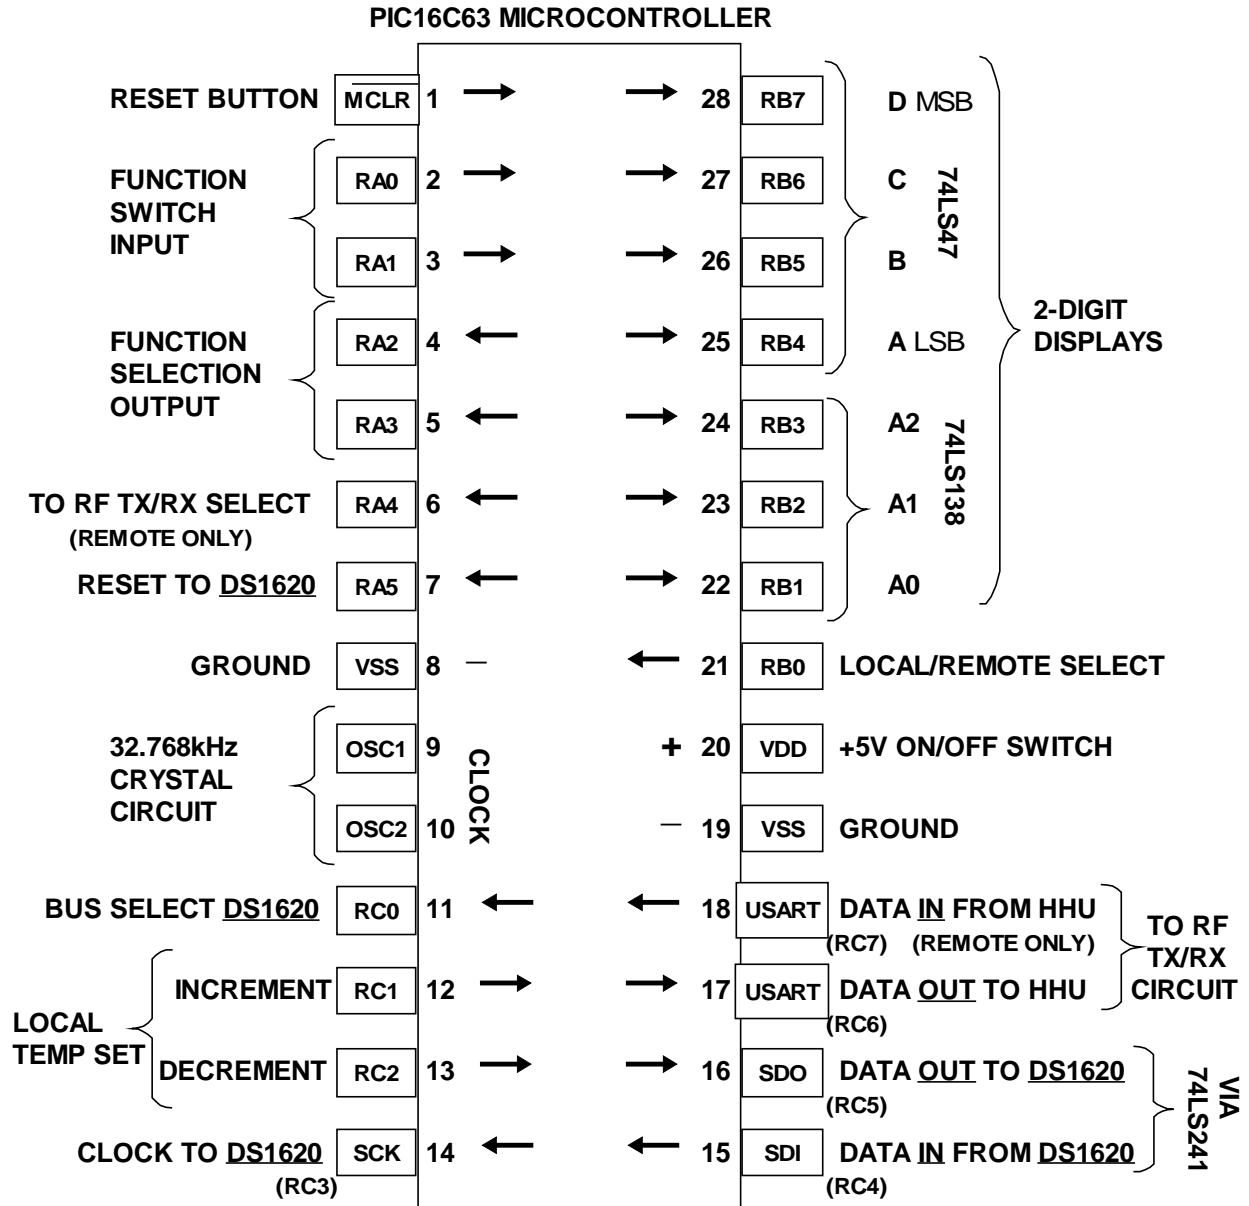 PIC16C63 MICROCONTROLLER
RESET BUTTON MCLR 1 28 RB7 D MSB
FUNCTION
SWITCH
INPUT
RA0 2 27 RB6 C
RA1 3 26 RB5 B
74LS47
FUNCTION
SELECTION
OUTPUT
RA2 4 25 RB4 A LSB
2-DIGIT
DISPLAYS
RA3 5 24 RB3 A2
74LS138
TO RF TX/RX SELECT RA4 6 23 RB2 A1
(REMOTE ONLY)
RESET TO DS1620 RA5 7 22 RB1 A0
GROUND VSS 8 – 21 RB0 LOCAL/REMOTE SELECT
32.768kHz
CRYSTAL
CIRCUIT
OSC1 9 + 20 VDD +5V ON/OFF SWITCH
CLOCK
OSC2 10 – 19 VSS GROUND
BUS SELECT DS1620 RC0 11 18 USART DATA IN FROM HHU
(RC7) (REMOTE ONLY)
TO RF
TX/RX
CIRCUIT
LOCAL
TEMP SET
INCREMENT RC1 12 17 USART DATA OUT TO HHU
(RC6)
DECREMENT RC2 13 16 SDO DATA OUT TO DS1620
(RC5)
VIA
74LS241
CLOCK TO DS1620 SCK 14 15 SDI DATA IN FROM DS1620
(RC3) (RC4)